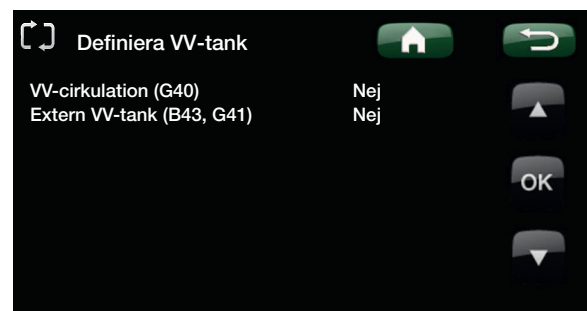 Definiera VV-tank
VV-cirkulation (G40) Nej
Extern VV-tank (B43, G41) Nej
OK